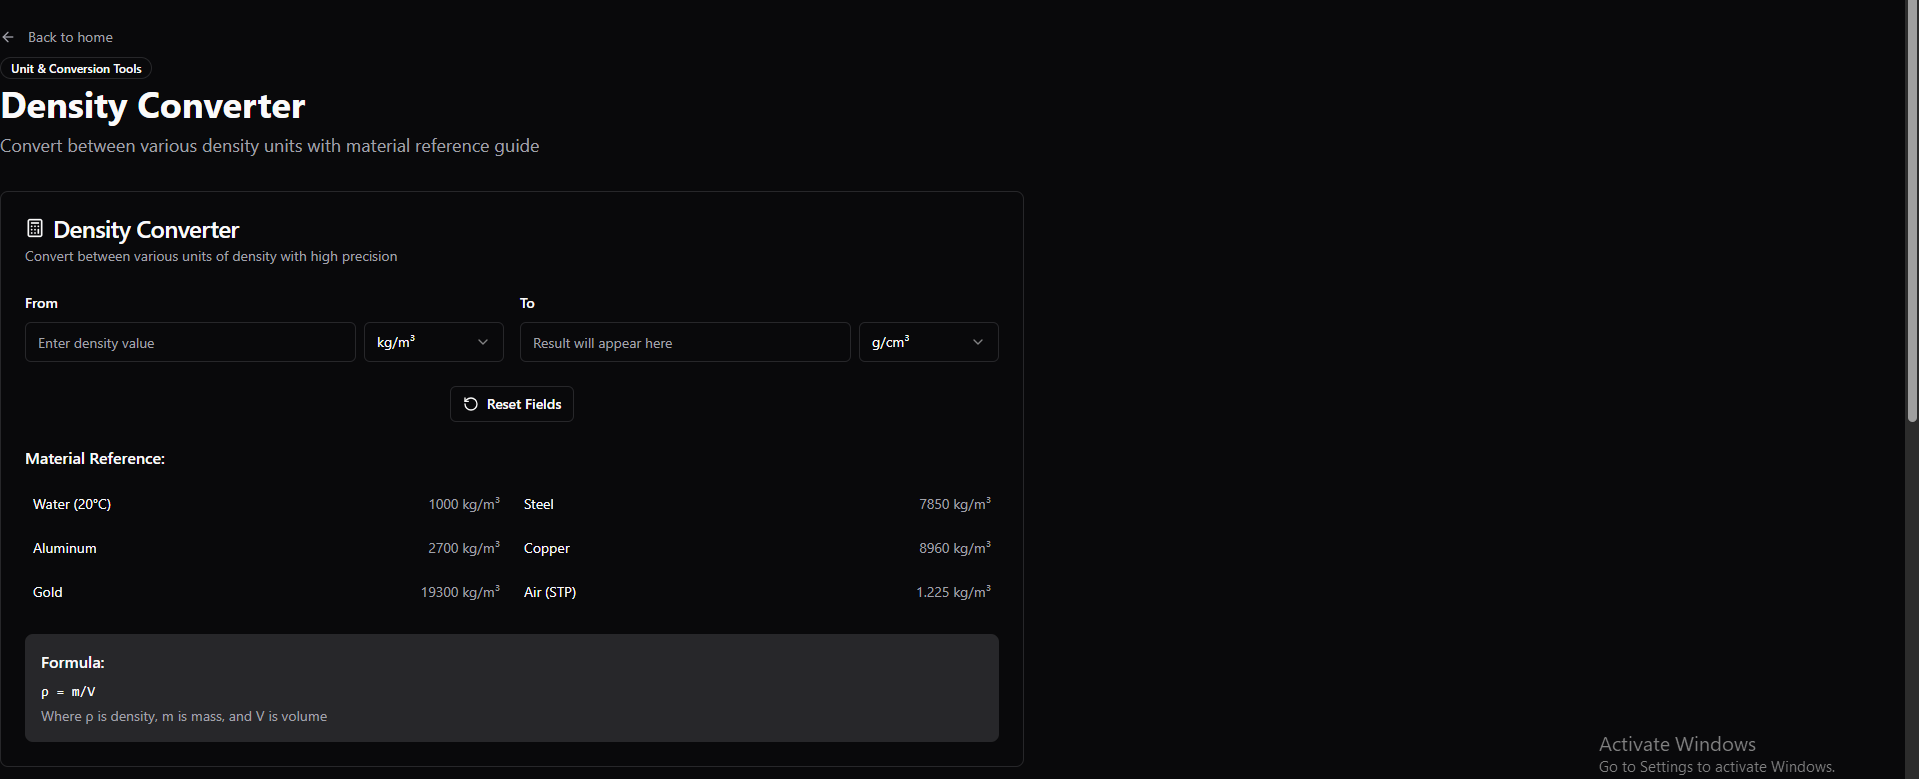 Back to home
Unit & Conversion Tools
Density Converter
Convert between various density units with material reference guide
Density Converter
Convert between various units of density with high precision
From
To
Enter density value
kg/m³
Result will appear here
g/cm³
Reset Fields
Material Reference:
Water (20°C) 1000 kg/m³ Steel 7850 kg/m³
Aluminum 2700 kg/m³ Copper 8960 kg/m³
Gold 19300 kg/m³ Air (STP) 1.225 kg/m³
Formula:
ρ = m/V
Where ρ is density, m is mass, and V is volume
Activate Windows
Go to Settings to activate Windows.